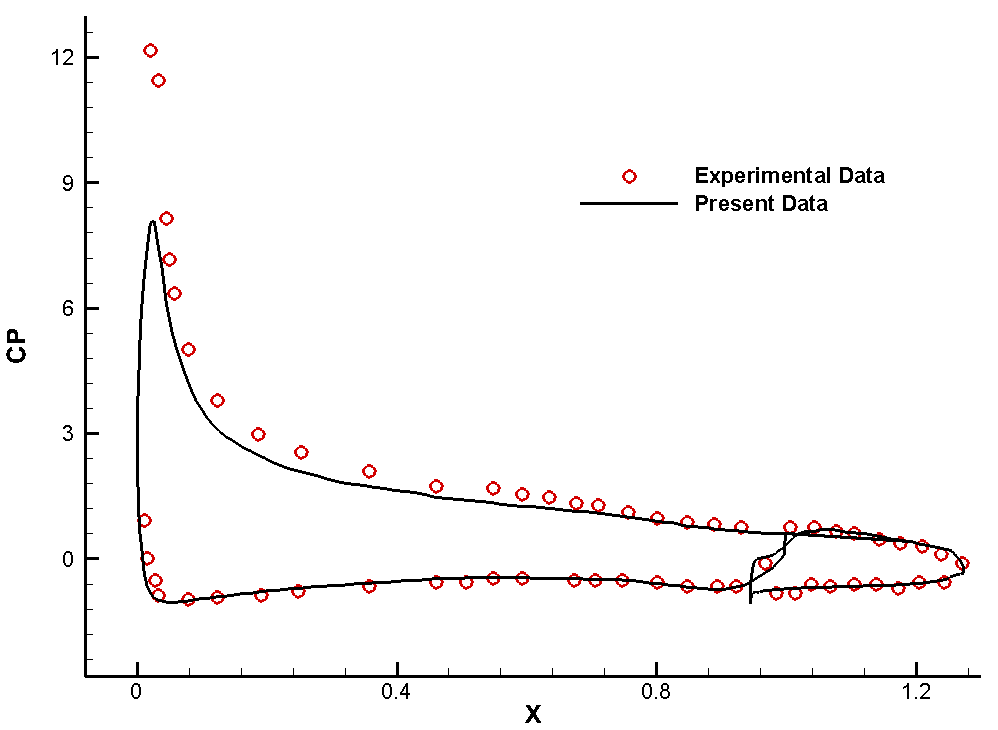 12
9
6
3
0
CP
Experimental Data
Present Data
0
0.4
0.8
1.2
X